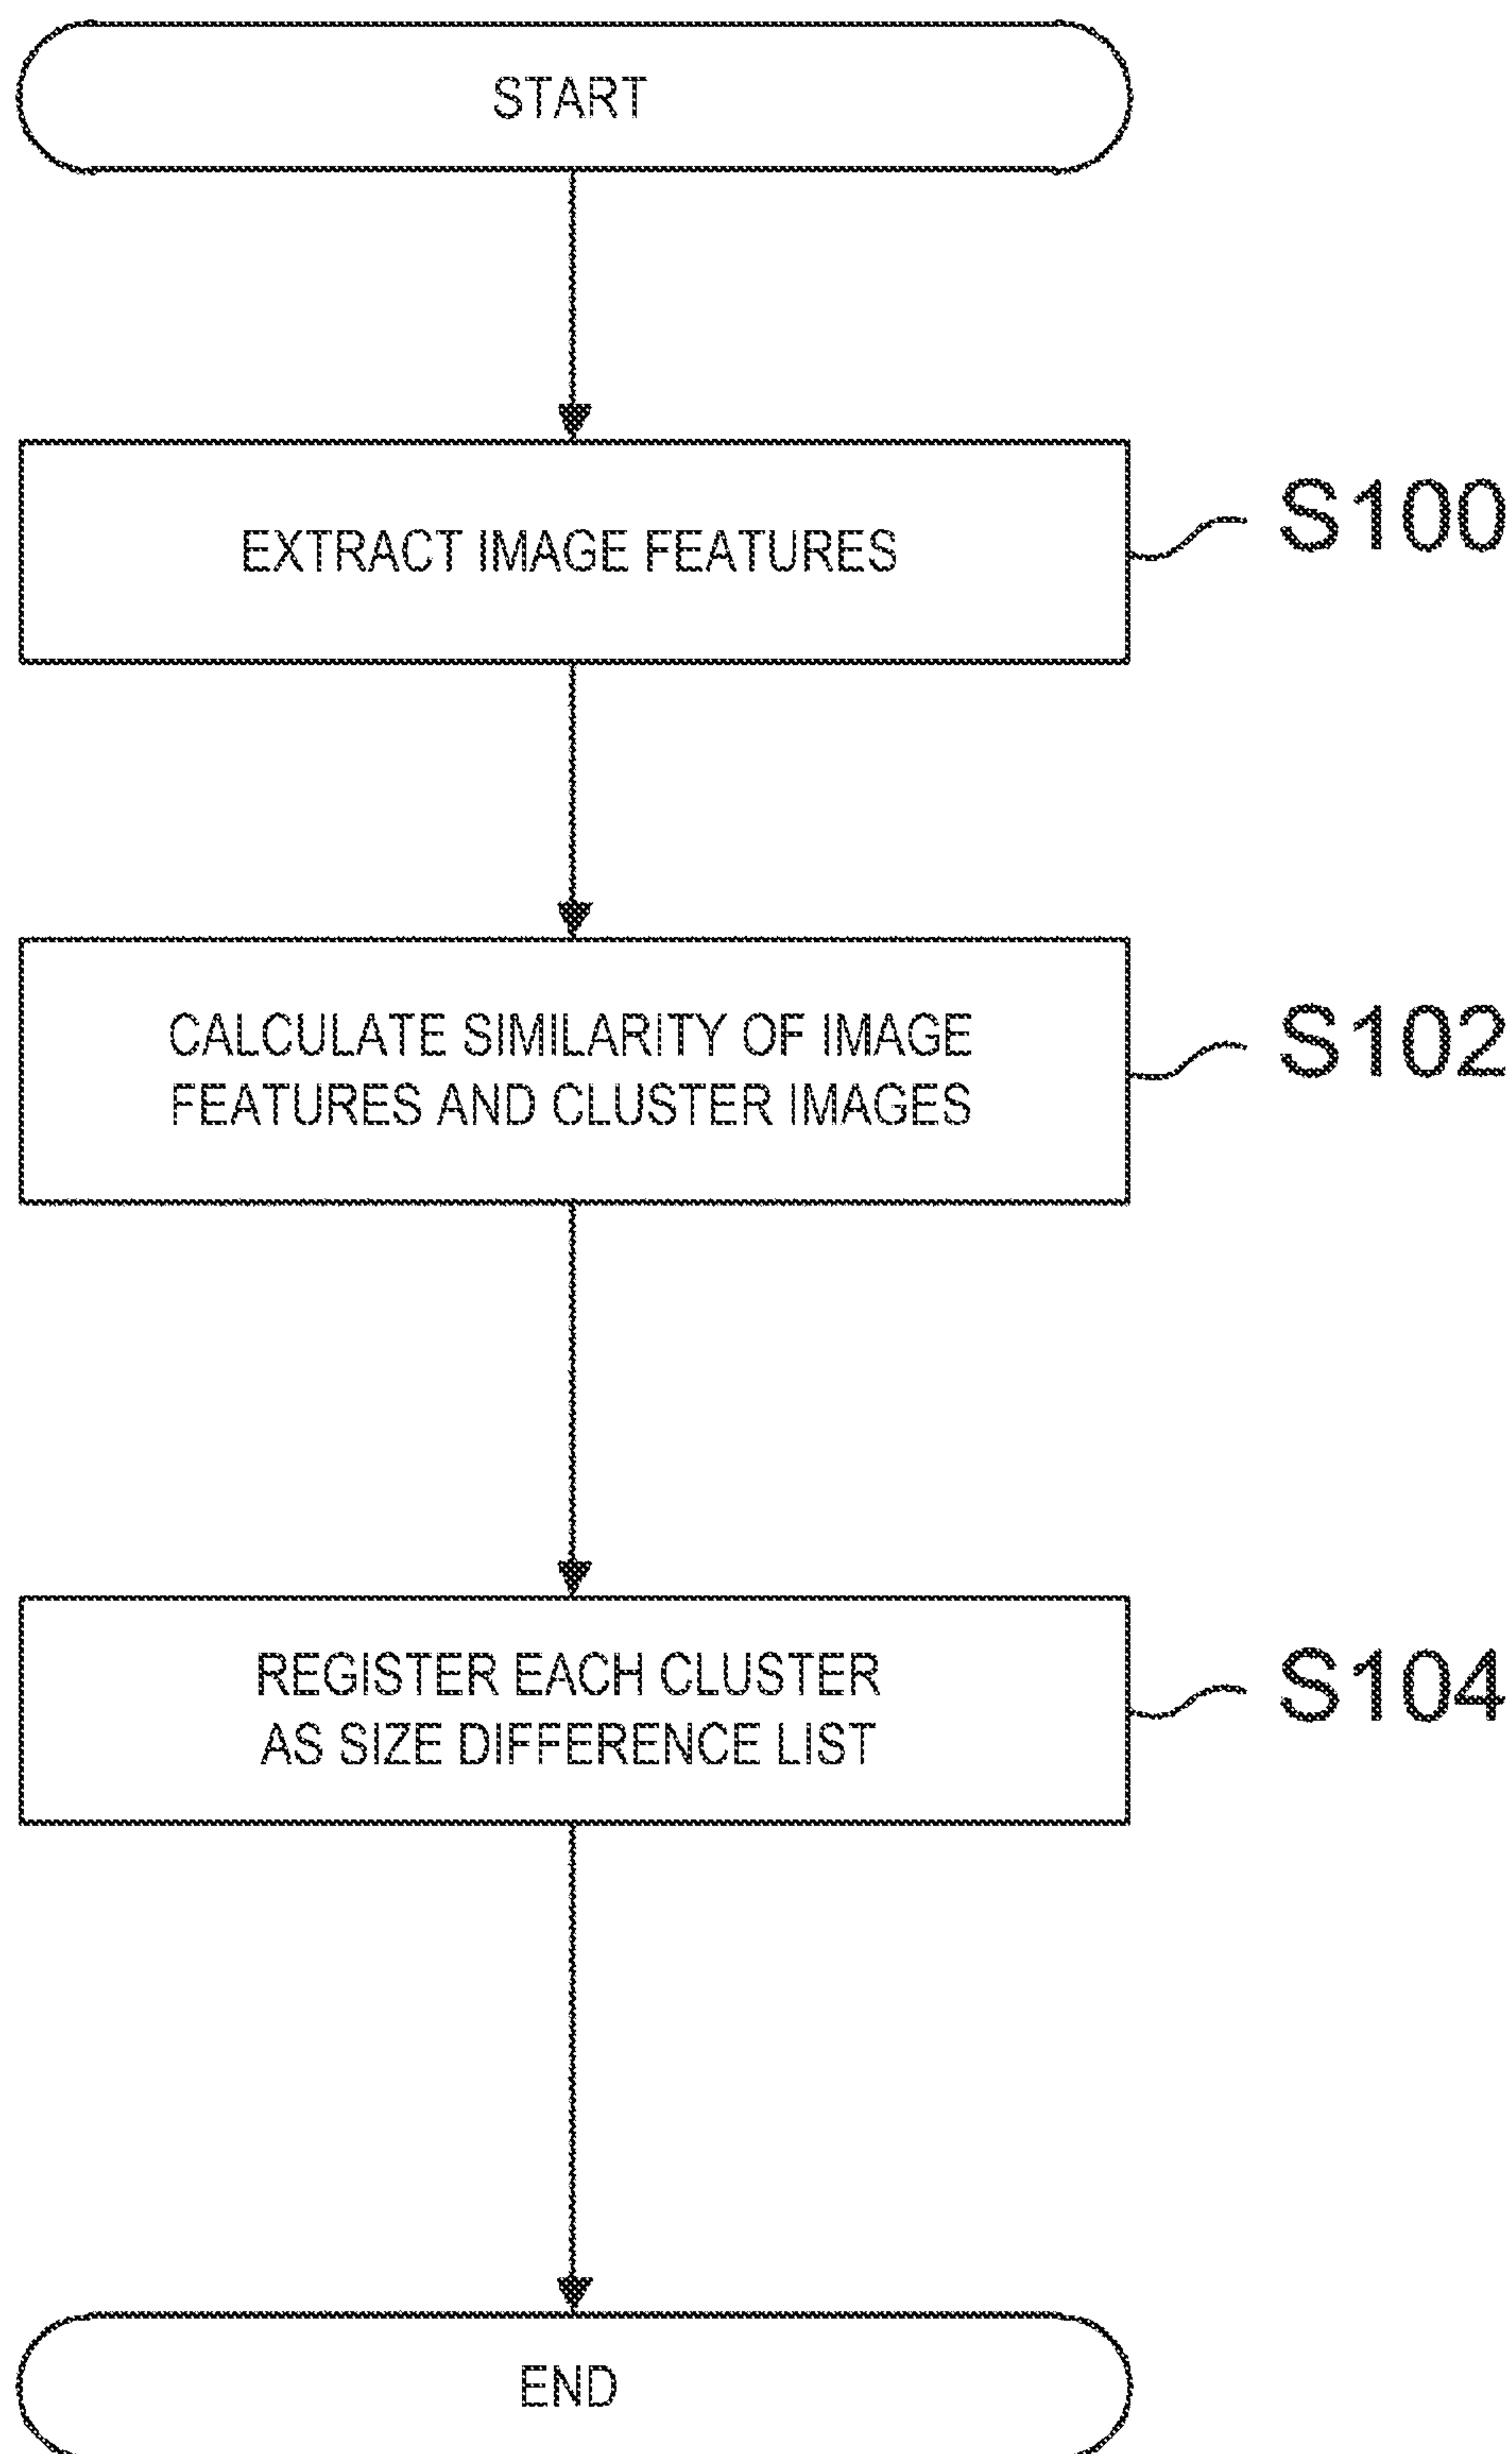 START
EXTRACT IMAGE FEATURES
S100
CALCULATE SIMILARITY OF IMAGE
FEATURES AND CLUSTER IMAGES
S102
REGISTER EACH CLUSTER
AS SIZE DIFFERENCE LIST
S104
END